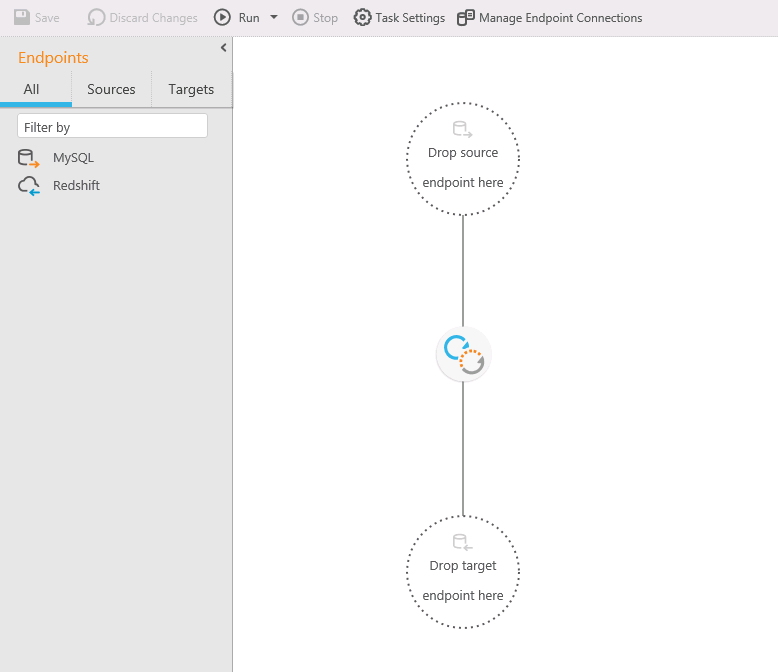 Save Discard Changes Run Stop Task Settings Manage Endpoint Connections
Endpoints
All Sources Targets
Filter by
MySQL
Redshift
Drop source
endpoint here
Drop target
endpoint here